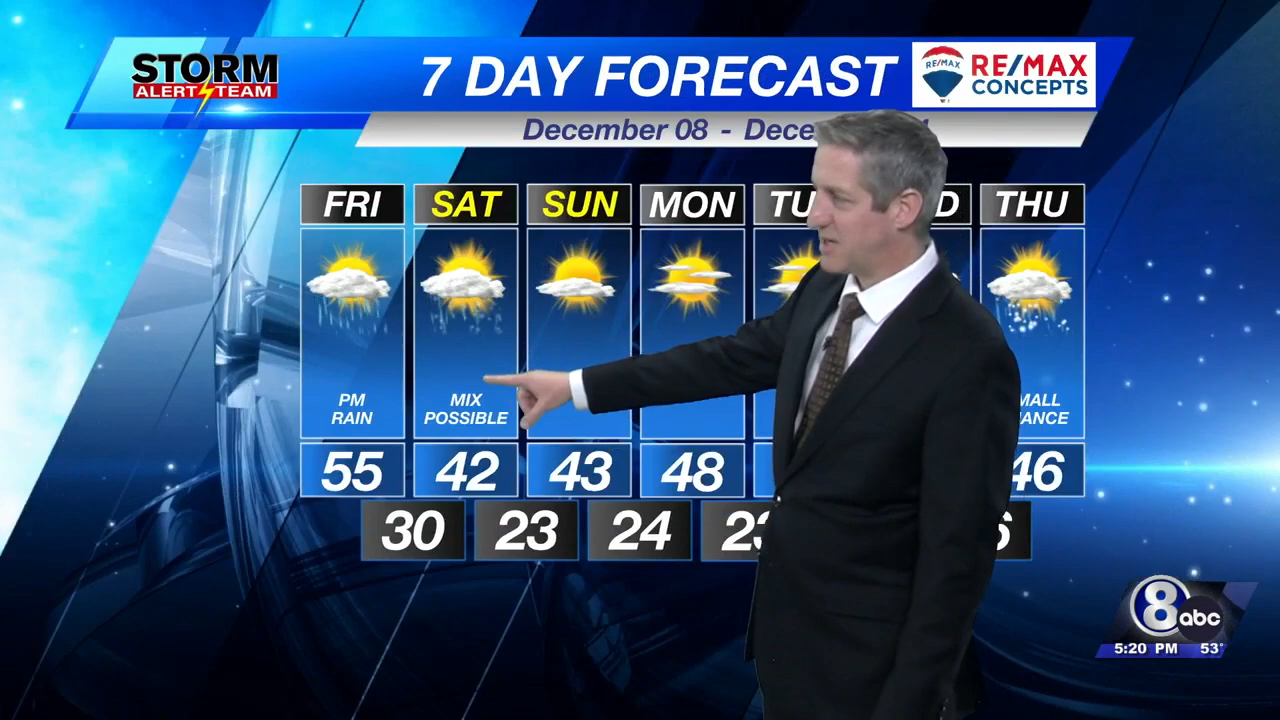 STORM
ALERT TEAM
7 DAY FORECAST
RE/MAX
RE/MAX
CONCEPTS
December 08 -
FRI
SAT
SUN
MON
THU
PM
RAIN
MIX
POSSIBLE
55
42
43
48
46
30
23
24
8
abc
5:20 PM 53°